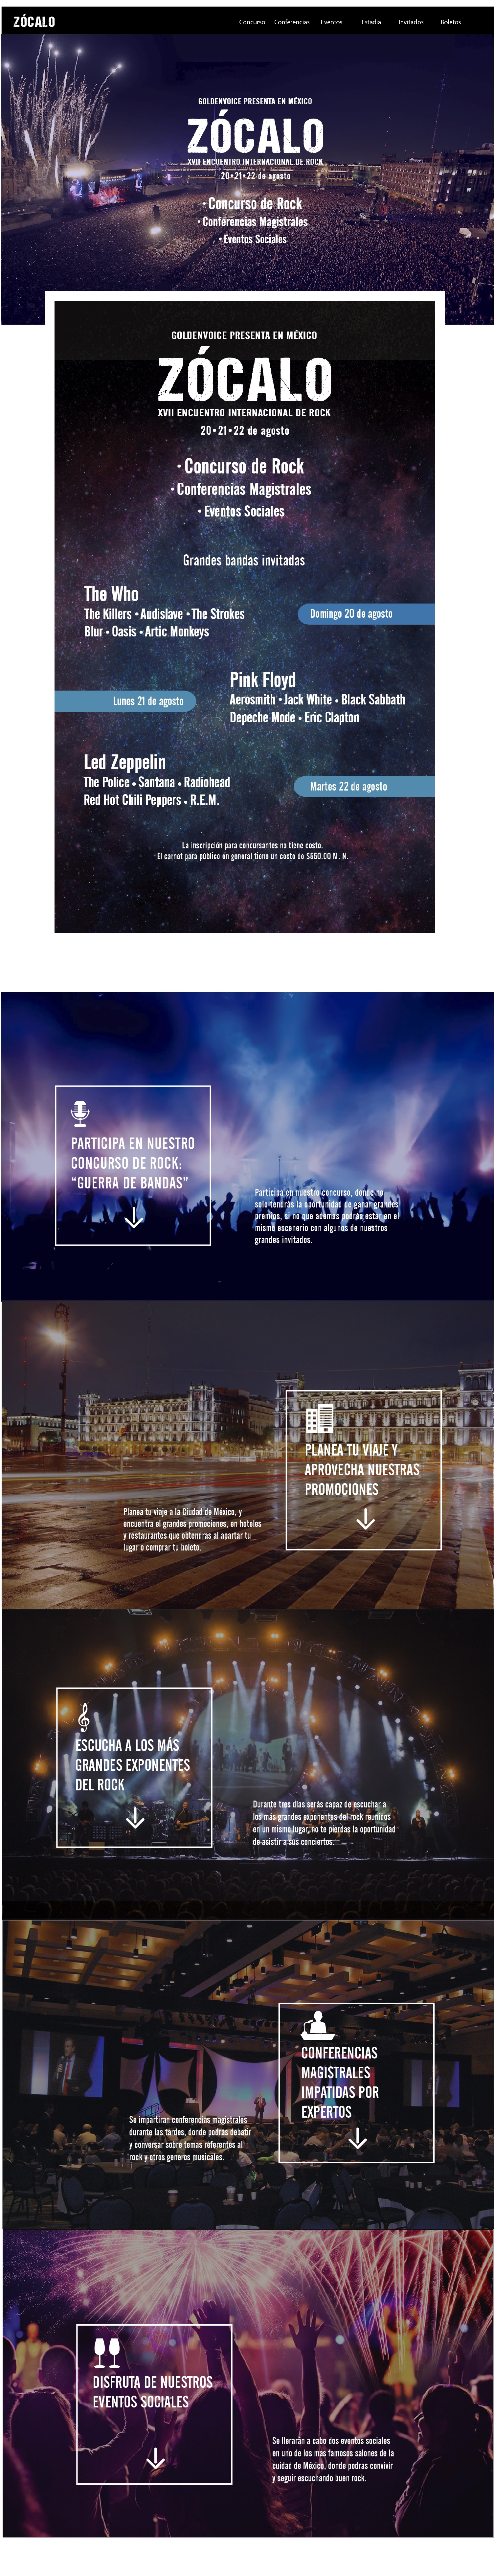 ZÓCALO
Concurso Conferencias Eventos Estadía Invitados Boletos
GOLDENVOICE PRESENTA EN MÉXICO
ZÓCALO
XVII ENCUENTRO INTERNACIONAL DE ROCK
20•21•22 de agosto
• Concurso de Rock
• Conferencias Magistrales
• Eventos Sociales
GOLDENVOICE PRESENTA EN MÉXICO
ZÓCALO
XVII ENCUENTRO INTERNACIONAL DE ROCK
20•21•22 de agosto
• Concurso de Rock
• Conferencias Magistrales
• Eventos Sociales
Grandes bandas invitadas
The Who
The Killers • Audislave • The Strokes
Blur • Oasis • Artic Monkeys
Domingo 20 de agosto
Pink Floyd
Aerosmith • Jack White • Black Sabbath
Depeche Mode • Eric Clapton
Lunes 21 de agosto
Led Zeppelin
The Police • Santana • Radiohead
Red Hot Chili Peppers • R.E.M.
Martes 22 de agosto
La inscripción para concursantes no tiene costo.
El carnot para público en general tiene un costo de $550.00 M. N.
PARTICIPA EN NUESTRO
CONCURSO DE ROCK:
“GUERRA DE BANDAS”
Participa en nuestro concurso, donde no
solo tendrás la oportunidad de ganar grandes
premios, si no que ademas podrás estar en el
mismo escenerio con algunos de nuestros
grandes invitados.
PLANEA TU VIAJE Y
APROVECHA NUESTRAS
PROMOCIONES
Planea tu viaje a la Ciudad de México, y
encuentra el grandes promociones, en hoteles
y restaurantes que obtendras al apartar tu
lugar o comprar tu boleto.
ESCUCHA A LOS MÁS
GRANDES EXPONENTES
DEL ROCK
Durante tres días serás capaz de escuchar a
los más grandes exponentes del rock reunidos
en un mismo lugar, no te pierdas la oportunidad
de asistir a sus conciertos.
CONFERENCIAS
MAGISTRALES
IMPATIDAS POR
EXPERTOS
Se impartiran conferencias magistrales
durante las tardes, donde podrás debatir
y conversar sobre temas referentes al
rock y otros generos musicales.
DISFRUTA DE NUESTROS
EVENTOS SOCIALES
Se llerarán a cabo dos eventos sociales
en uno de los mas famosos salones de la
cuidad de México, donde podras convivir
y seguir escuchando buen rock.